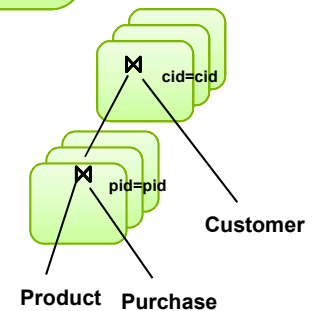 ⋈
cid=cid
⋈
pid=pid
Customer
Product
Purchase